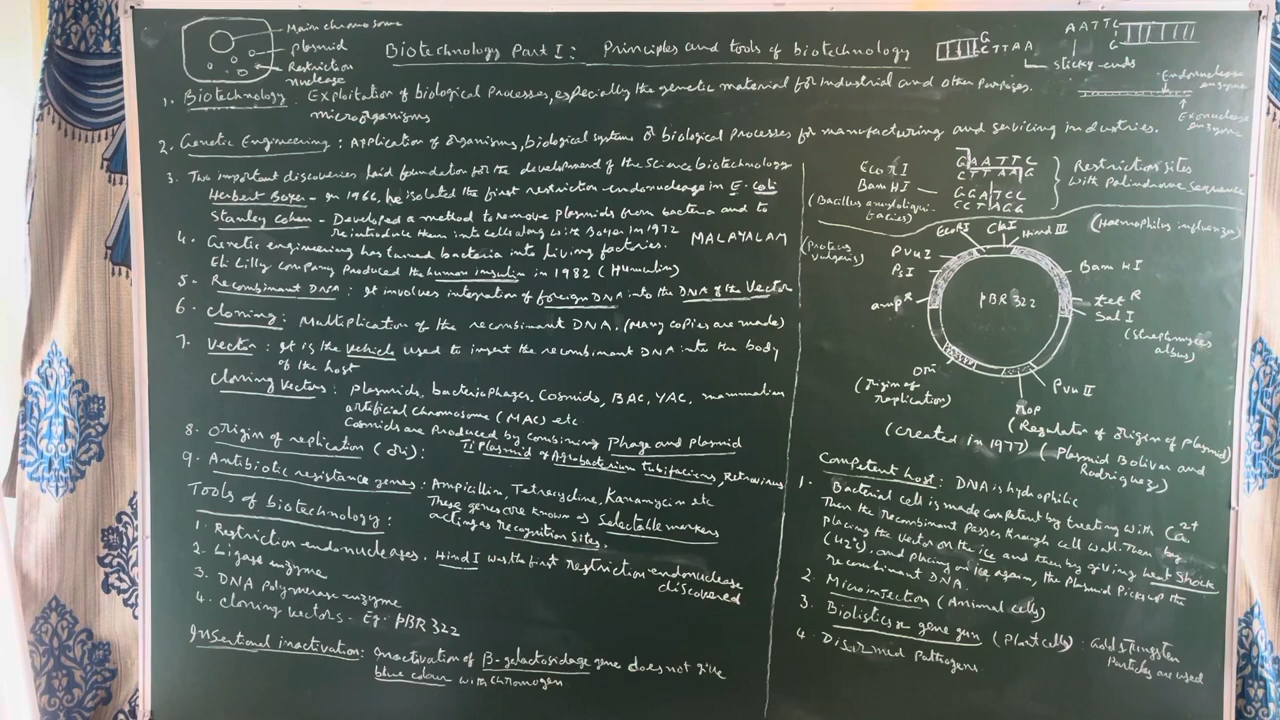 Main chromosome
Plasmid
Restriction
nuclease
Biotechnology Part I: Principles and tools of biotechnology
G
CTTAA
AATTC
G
sticky-ends
Endonuclease
enzyme
Exonuclease
enzyme
1. Biotechnology: Exploitation of biological processes, especially the genetic material for Industrial and other purposes.
microorganisms
2. Genetic Engineering: Application of organisms, biological systems or biological processes for manufacturing and servicing industries.
3. Two important discoveries laid foundation for the development of the Science biotechnology
Herbert Boyer - In 1966, he isolated the first restriction-endonuclease in E. coli
Stanley Cohen - Developed a method to remove plasmids from bacteria and to
re introduce them into cells along with Boyer in 1972
4. Genetic engineering has turned bacteria into Living factories. MALAYALAM
Eli Lilly company produced the human insulin in 1982 (Humulin)
5. Recombinant DNA: It involves integration of foreign DNA into the DNA of the Vector
6. Cloning: Multiplication of the recombinant DNA. (Many copies are made)
7. Vector: It is the vehicle used to insert the recombinant DNA into the body
of the host
Cloning vectors: Plasmids, bacteriophages, Cosmids, BAC, YAC, mammalian
artificial Chromosome (MAC) etc.
Cosmids are produced by combining Phage and plasmid
8. Origin of replication (Ori): Ti Plasmid of Agrobacterium tubifaciens, Retrovirus
9. Antibiotic resistance genes: Ampicillin, Tetracycline, Kanamycin etc
These genes are known as Selectable markers
acting as Recognition Sites.
Tools of biotechnology:
1. Restriction endonucleases. Hind I was the first restriction endonuclease
discovered
2. Ligase enzyme
3. DNA Polymerase enzyme
4. Cloning vectors - Eg: pBR 322
Insertional inactivation: Inactivation of β-galactosidase gene does not give
blue colour with chromogen
EcoRI
GAATTC
CTTAAG
Bam HI
GGATCC
CCTAGG
(Bacillus amyloliqui-
faciens)
Restriction sites
with palindrome sequence
EcoRI
ClaI
Hind III
(Haemophilus influenza)
(Proteus
vulgaris)
PvuI
PsI
amp R
Bam HI
tet R
Sal I
(Streptomyces
albus)
pBR 322
Ori
(Origin of
replication)
Pvu II
ROP
(Regulator of Origin of plasmid)
(created in 1977) (Plasmid Bolivar and
Rodriguez)
Competent host: DNA is hydrophilic
1. Bacterial cell is made competent by treating with Ca2+
Then the recombinant passes through cell wall. Then by
placing the vector on the ice and then by giving heat shock
(42°c) and placing on ice again, the Plasmid Picks up the
recombinant DNA.
2. Microinjection (Animal cells)
3. Biolistics or gene gun (Plant cells): Gold & Tungsten
Particles are used
4. Disarmed Pathogens.